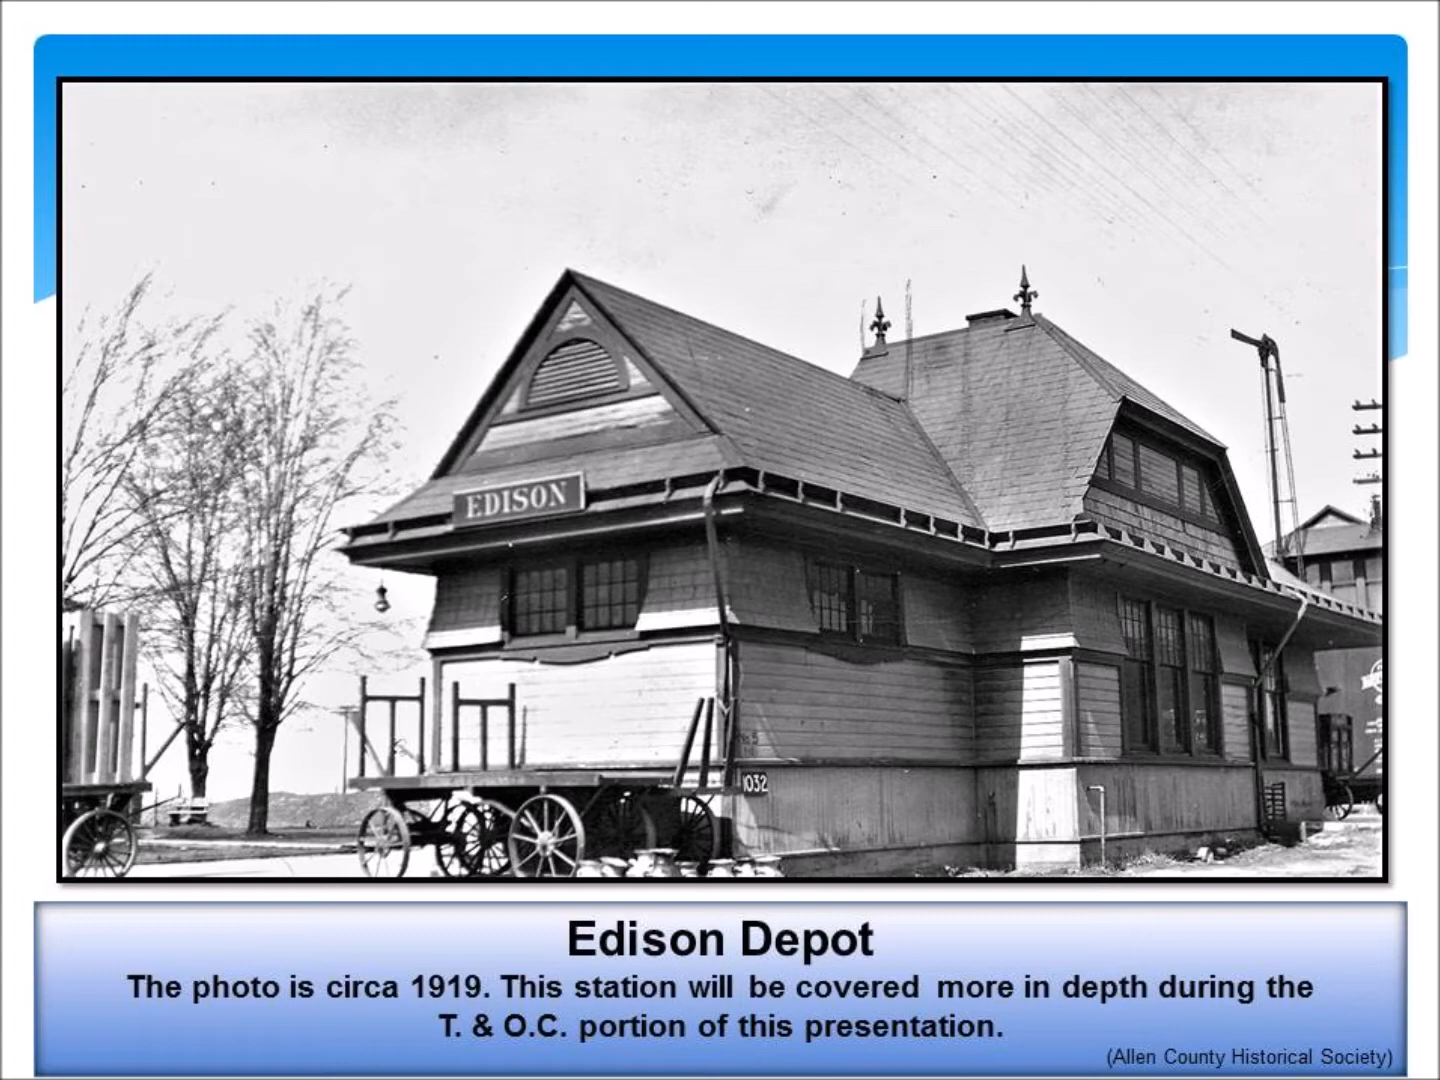 EDISON
1032
Edison Depot
The photo is circa 1919. This station will be covered more in depth during the
T. & O.C. portion of this presentation.
(Allen County Historical Society)